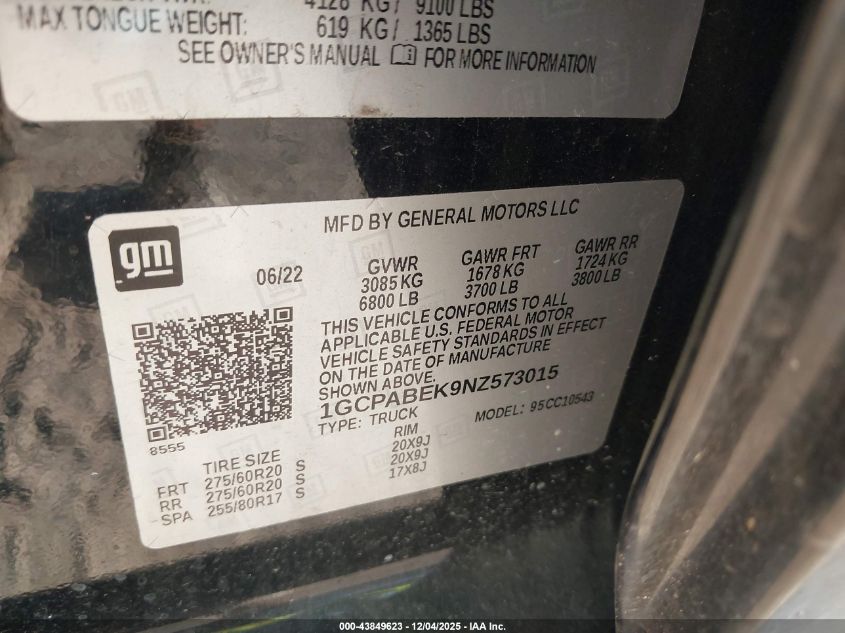 4128 KG/ 9100 LBS
MAX TONGUE WEIGHT: 619 KG/ 1365 LBS
SEE OWNER'S MANUAL FOR MORE INFORMATION
MFD BY GENERAL MOTORS LLC
gm
06/22
GVWR GAWR FRT GAWR RR
3085 KG 1678 KG 1724 KG
6800 LB 3700 LB 3800 LB
THIS VEHICLE CONFORMS TO ALL
APPLICABLE U.S. FEDERAL MOTOR
VEHICLE SAFETY STANDARDS IN EFFECT
ON THE DATE OF MANUFACTURE
SHOWN ABOVE.
1GCPABEK9NZ573015
TYPE: TRUCK MODEL: 95CC10543
8555
TIRE SIZE RIM
FRT 275/60R20 S 20X9J
RR 275/60R20 S 20X9J
SPA 255/80R17 S 17X8J
000-43849623 - 12/04/2025 - IAA Inc.